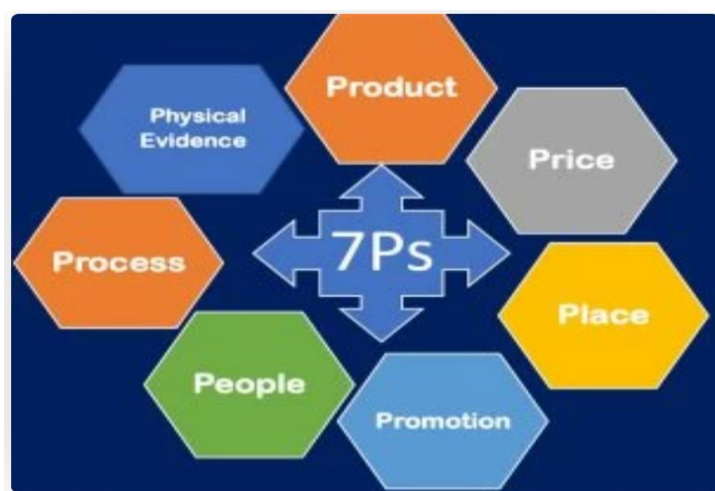 Product
Price
Place
Promotion
People
Process
Physical
Evidence
7Ps